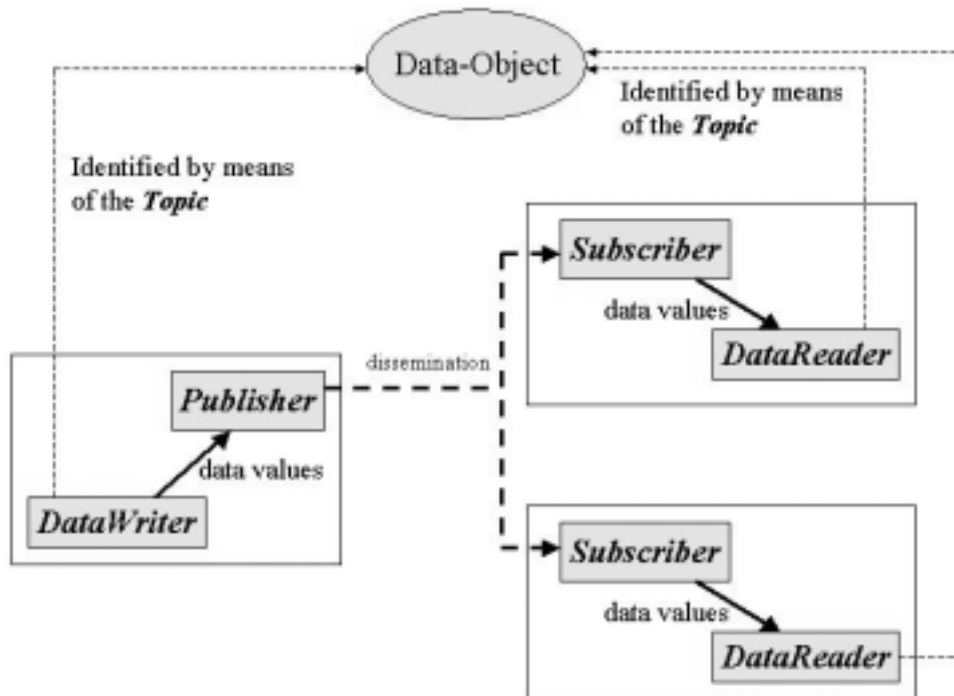 Data-Object
Identified by means
of the Topic
Identified by means
of the Topic
Subscriber
data values
DataReader
dissemination
Publisher
data values
DataWriter
Subscriber
data values
DataReader